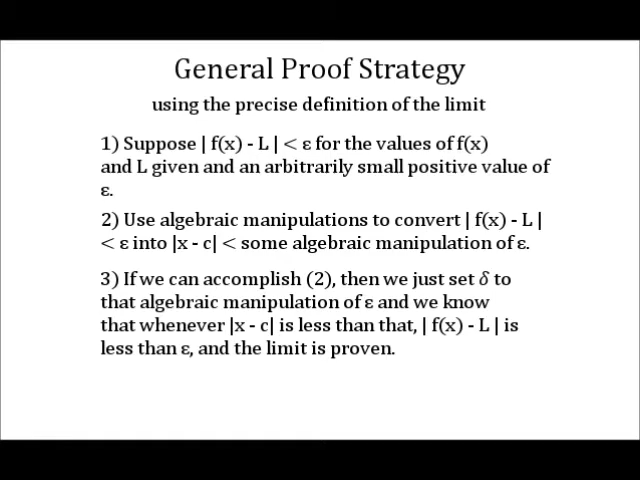 General Proof Strategy
using the precise definition of the limit
1) Suppose | f(x) - L | < ε for the values of f(x)
and L given and an arbitrarily small positive value of
ε.
2) Use algebraic manipulations to convert | f(x) - L |
< ε into |x - c| < some algebraic manipulation of ε.
3) If we can accomplish (2), then we just set δ to
that algebraic manipulation of ε and we know
that whenever |x - c| is less than that, | f(x) - L | is
less than ε, and the limit is proven.